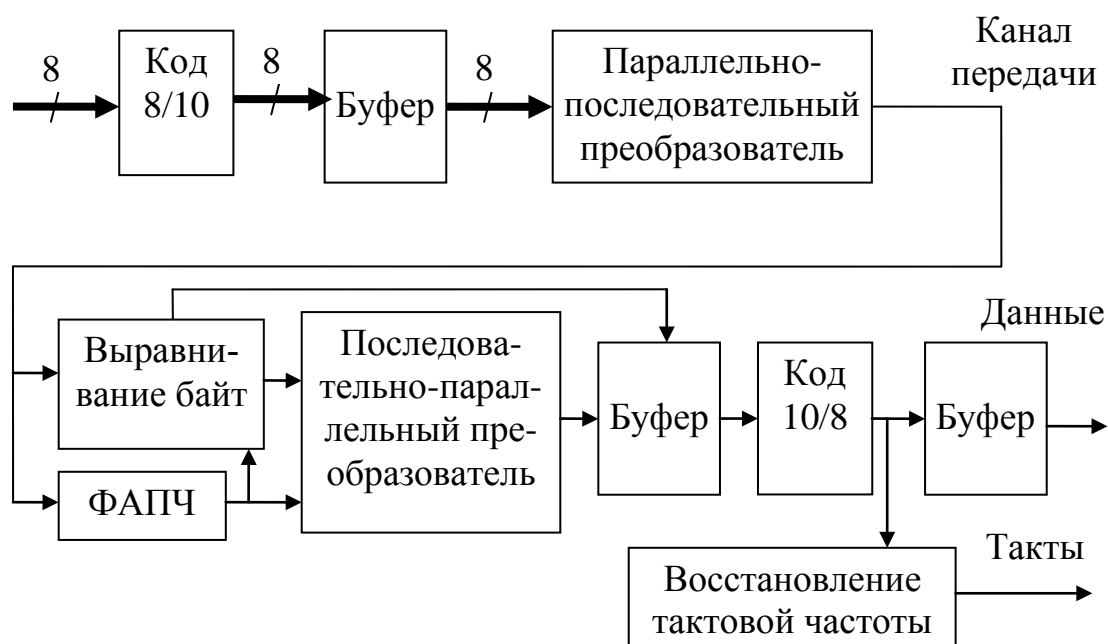 8
Код
8/10
8
Буфер
8
Параллельно-
последовательный
преобразователь
Канал
передачи
Выравни-
вание байт
ФАПЧ
Последова-
тельно-парал-
лельный пре-
образователь
Буфер
Код
10/8
Буфер
Данные
Восстановление
тактовой частоты
Такты